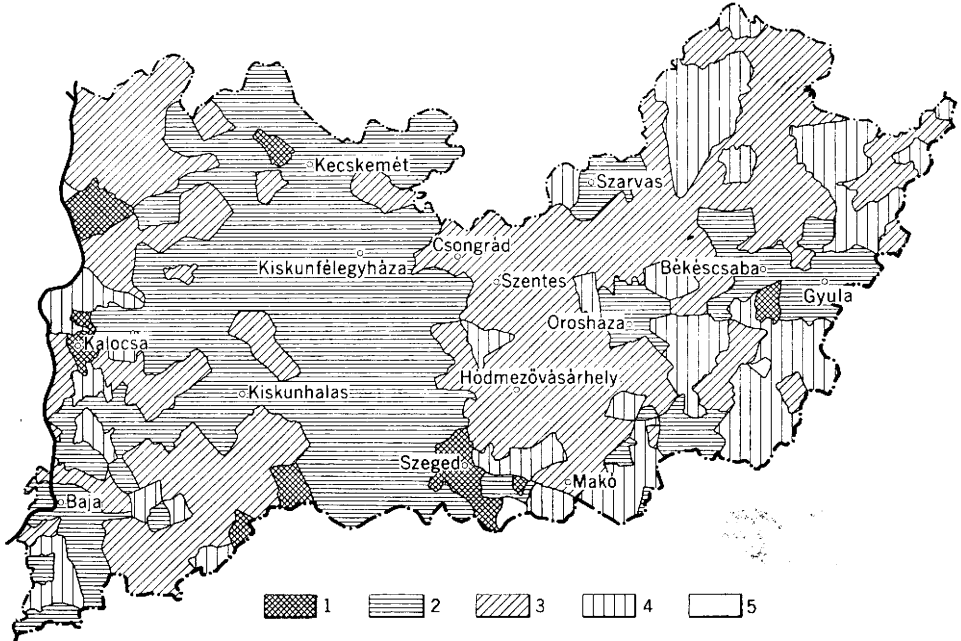 Kecskemét
Szarvas
Csongrád
Kiskunfélegyháza
Szentes
Békéscsaba
Gyula
Orosháza
Kalocsa
Hódmezővásárhely
Kiskunhalas
Szeged
Makó
Baja
1 2 3 4 5